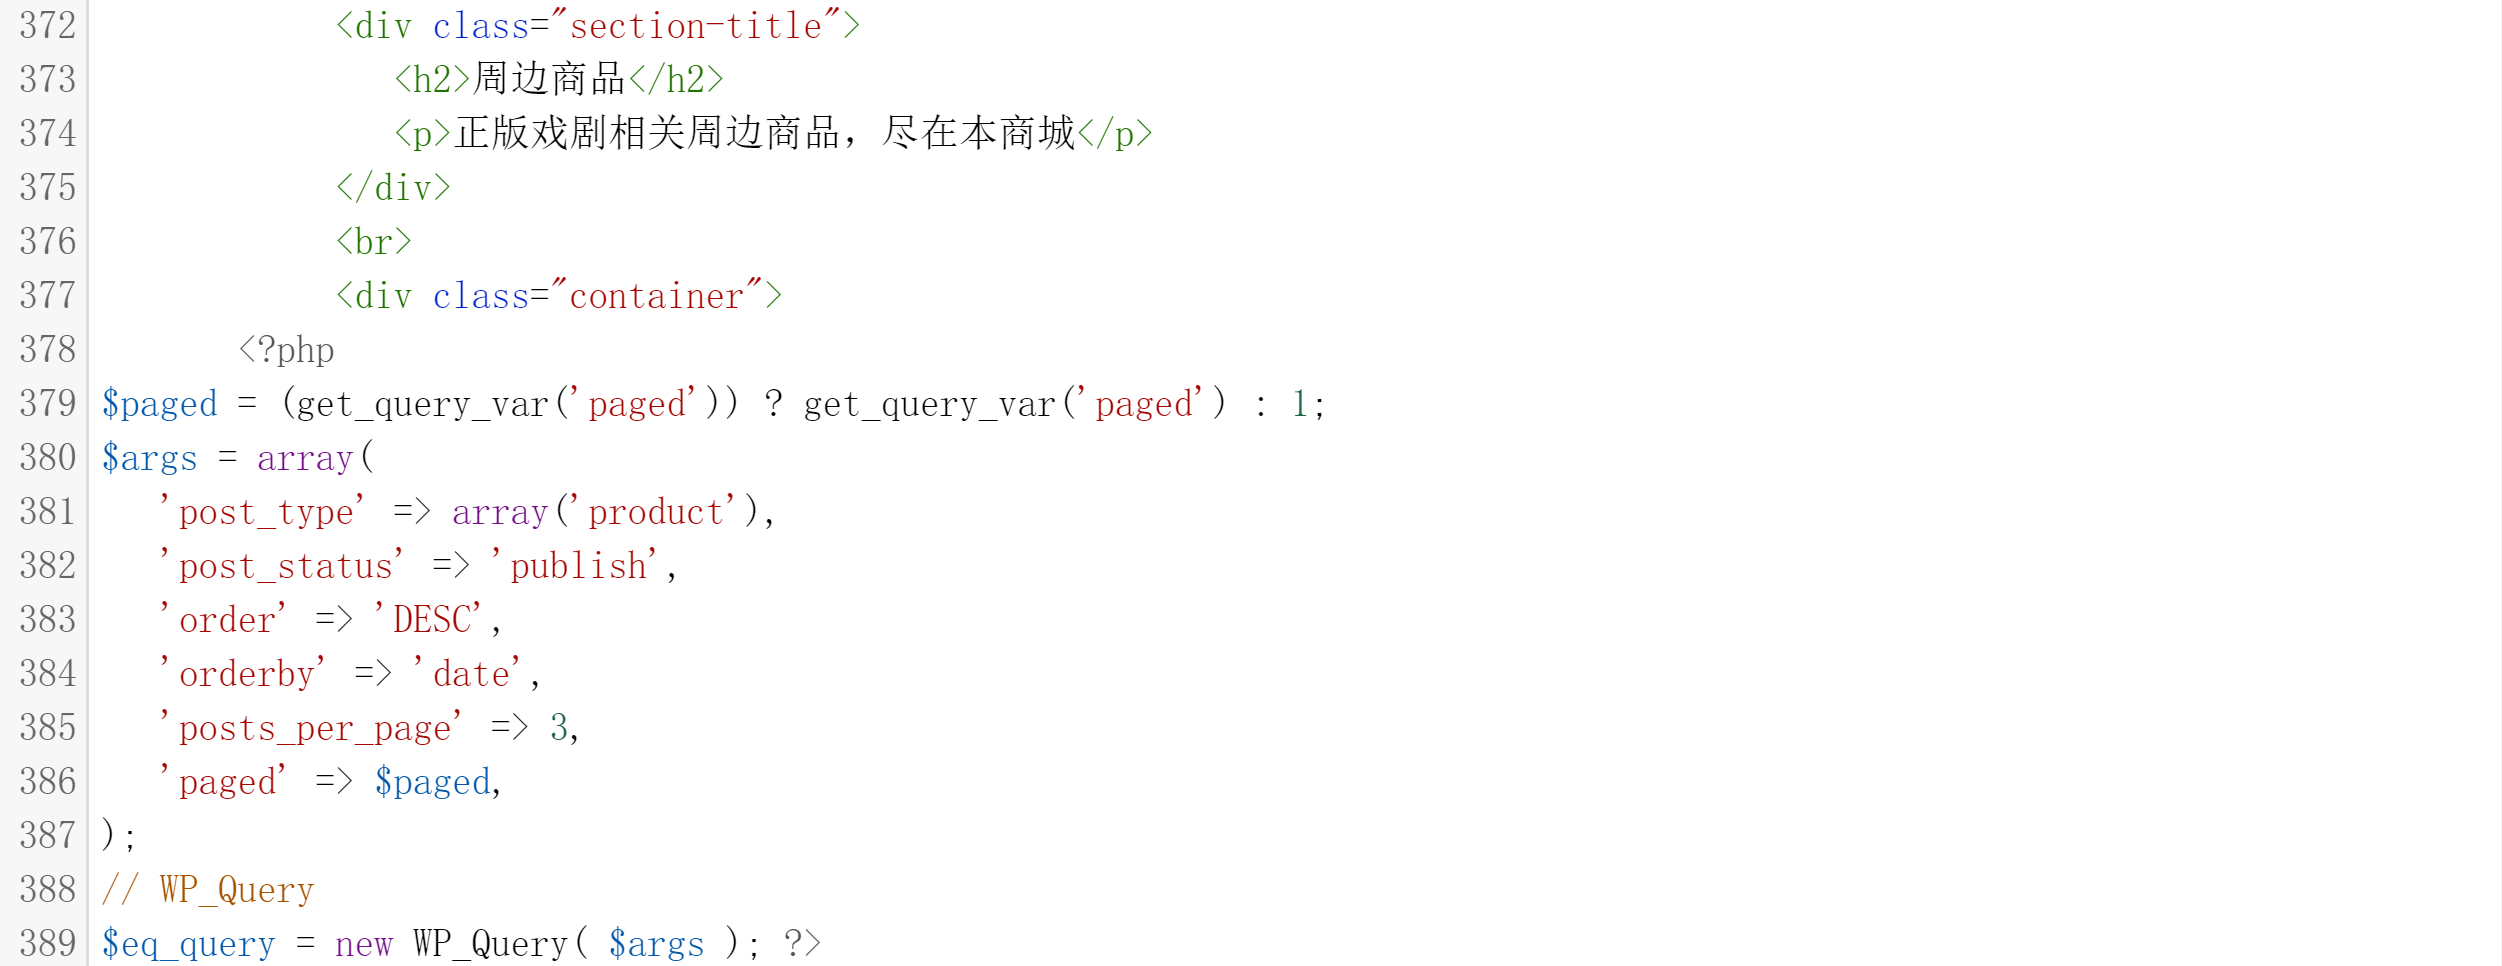 372 <div class="section-title">
373 <h2>周边商品</h2>
374 <p>正版戏剧相关周边商品，尽在本商城</p>
375 </div>
376 <br>
377 <div class="container">
378 <?php
379 $paged = (get_query_var('paged')) ? get_query_var('paged') : 1;
380 $args = array(
381 'post_type' => array('product'),
382 'post_status' => 'publish',
383 'order' => 'DESC',
384 'orderby' => 'date',
385 'posts_per_page' => 3,
386 'paged' => $paged,
387 );
388 // WP_Query
389 $eq_query = new WP_Query( $args ); ?>